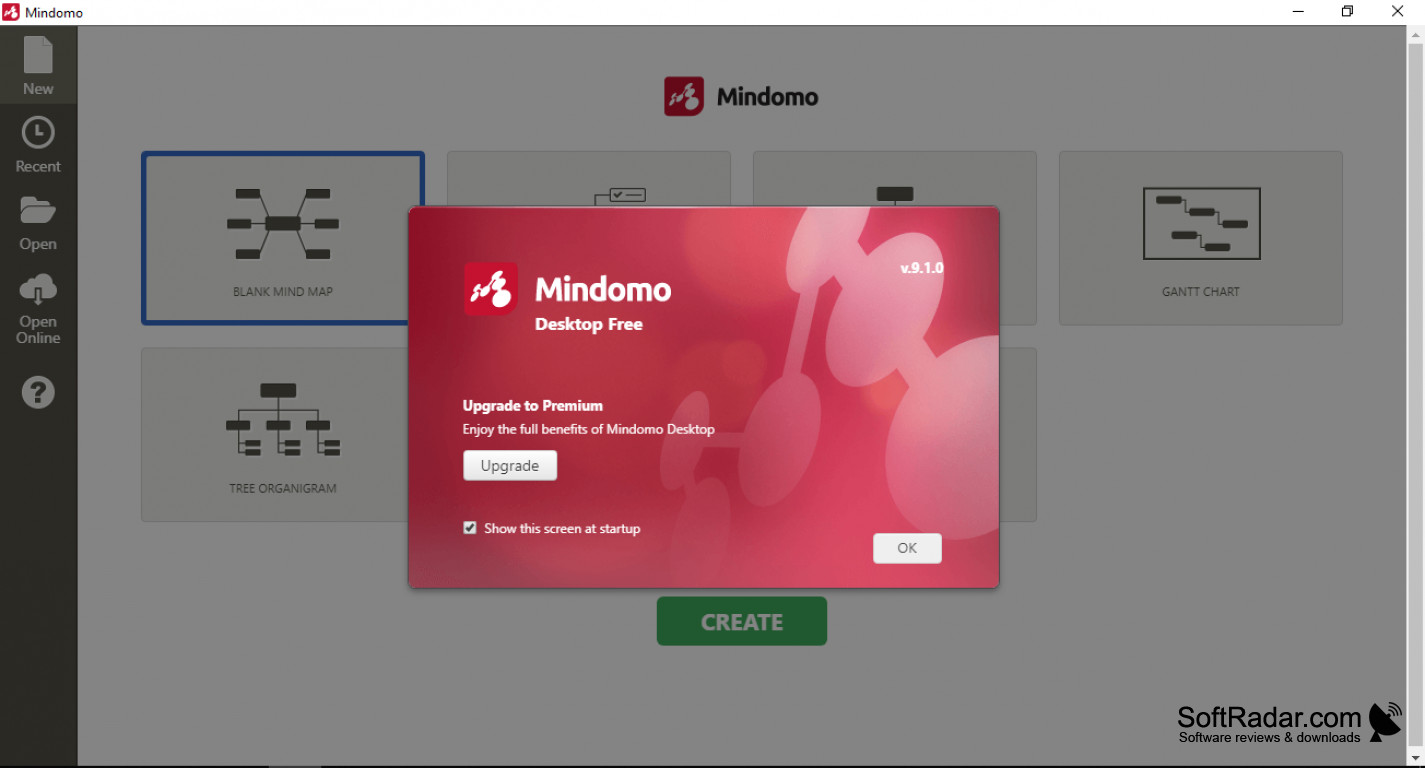 Mindomo
New
Recent
Open
Open
Online
?
Mindomo
BLANK MIND MAP
GANTT CHART
TREE ORGANIGRAM
Mindomo
Desktop Free
v.9.1.0
Upgrade to Premium
Enjoy the full benefits of Mindomo Desktop
Upgrade
Show this screen at startup
OK
CREATE
SoftRadar.com
Software reviews & downloads